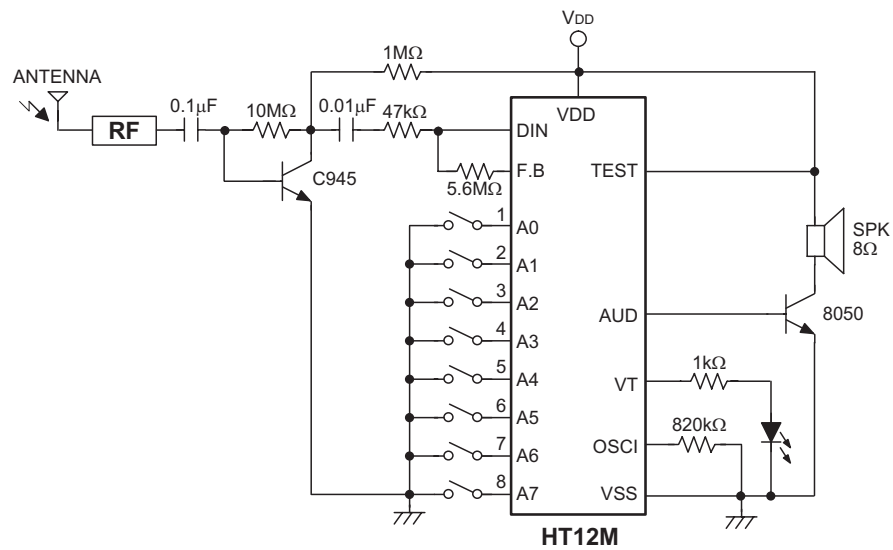 VDD
1MΩ
ANTENNA
0.1μF
10MΩ
0.01μF
47kΩ
RF
VDD
DIN
C945
F.B
5.6MΩ
TEST
1
A0
SPK
8Ω
2
A1
3
A2
AUD
8050
4
A3
5
A4
VT
1kΩ
6
A5
820kΩ
7
A6
OSCI
8
A7
VSS
HT12M